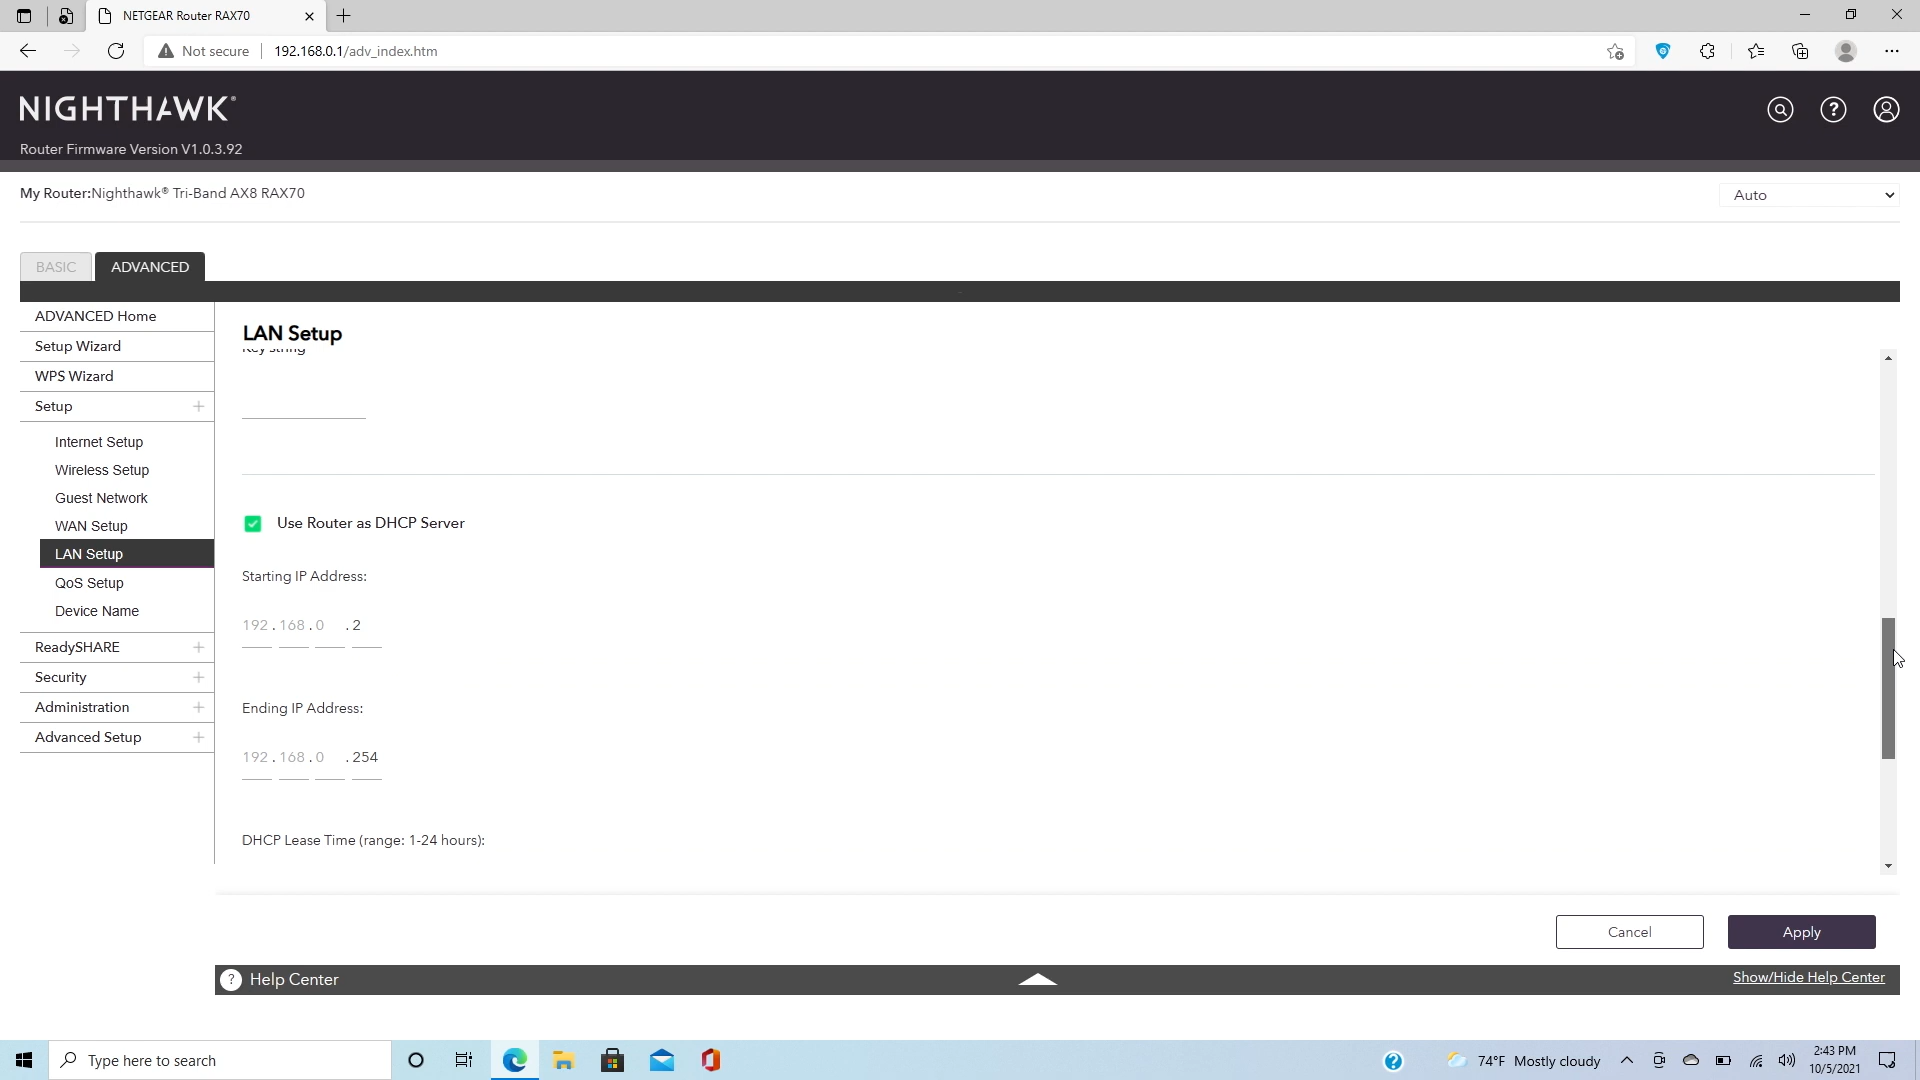 NETGEAR Router RAX70
Not secure
192.168.0.1/adv_index.htm
NIGHTHAWK®
Router Firmware Version V1.0.3.92
My Router:Nighthawk® Tri-Band AX8 RAX70
Auto
BASIC
ADVANCED
ADVANCED Home
Setup Wizard
WPS Wizard
Setup
Internet Setup
Wireless Setup
Guest Network
WAN Setup
LAN Setup
QoS Setup
Device Name
ReadySHARE
Security
Administration
Advanced Setup
LAN Setup
Key string
Use Router as DHCP Server
Starting IP Address:
192 . 168 . 0 . 2
Ending IP Address:
192 . 168 . 0 . 254
DHCP Lease Time (range: 1-24 hours):
Cancel
Apply
? Help Center
Show/Hide Help Center
Type here to search
74°F Mostly cloudy
2:43 PM
10/5/2021